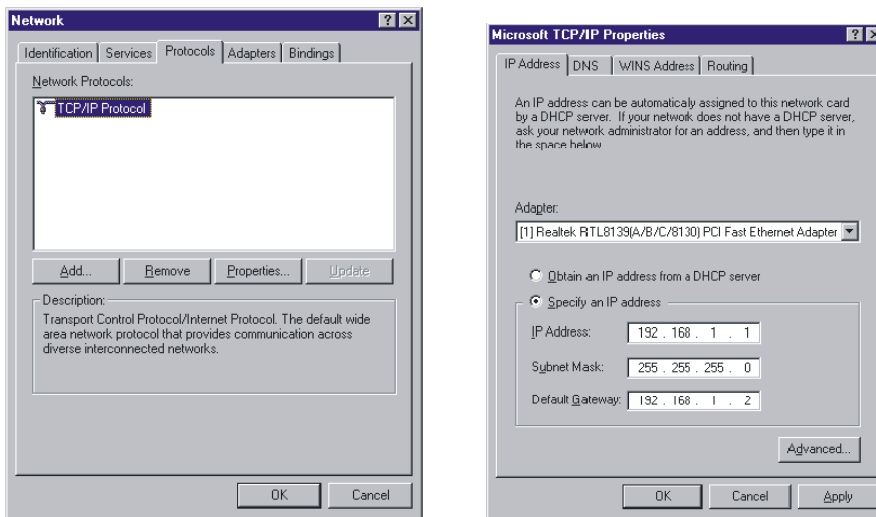 Network
Identification Services Protocols Adapters Bindings
Network Protocols:
TCP/IP Protocol
Add... Remove Properties... Update
Description:
Transport Control Protocol/Internet Protocol. The default wide
area network protocol that provides communication across
diverse interconnected networks.
OK Cancel
Microsoft TCP/IP Properties
IP Address DNS WINS Address Routing
An IP address can be automaticaly assigned to this network card
by a DHCP server. If your network does not have a DHCP server,
ask your network administrator for an address, and then type it in
the space below
Adapter:
[1] Realtek RTL8139(A/B/C/8130) PCI Fast Ethernet Adapter
Obtain an IP address from a DHCP server
Specify an IP address
IP Address: 192 . 168 . 1 . 1
Subnet Mask: 255 . 255 . 255 . 0
Default Gateway: 192 . 168 . 1 . 2
Advanced...
OK Cancel Apply